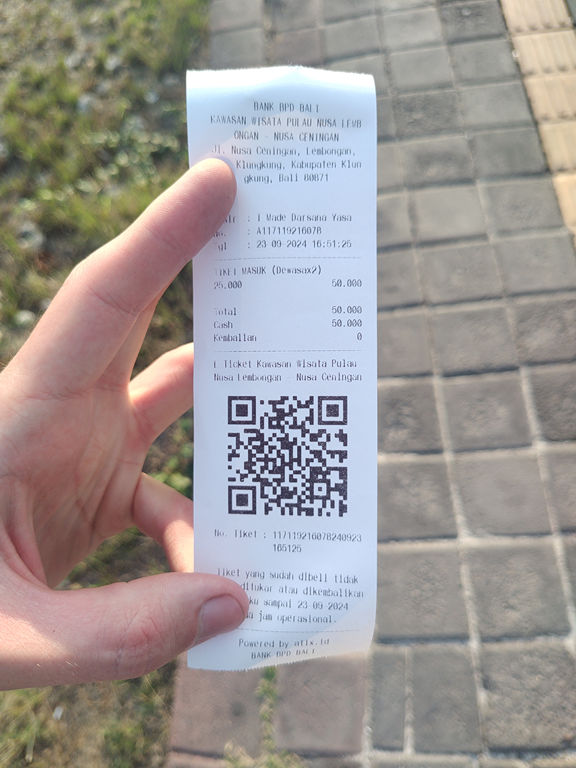 BANK BPD BALI
KAWASAN WISATA PULAU NUSA LEMB
ONGAN - NUSA CENINGAN
Jl. Nusa Ceningan, Lembongan,
Klungkung, Kabupaten Klun
gkung, Bali 80871
: I Made Darsana Yasa
: A117119216078
: 23-09-2024 16:51:25
TIKET MASUK (Dewasax2)
25.000 50.000
Total 50.000
Cash 50.000
Kembalian 0
( Ticket Kawasan Wisata Pulau
Nusa Lembongan - Nusa Ceningan
No. Tiket : 117119216078240923
165125
Tiket yang sudah dibeli tidak
ditukar atau dikembalikan
sampai 23 09 2024
jam operasional.
Powered by atix.id
BANK BPD BALI